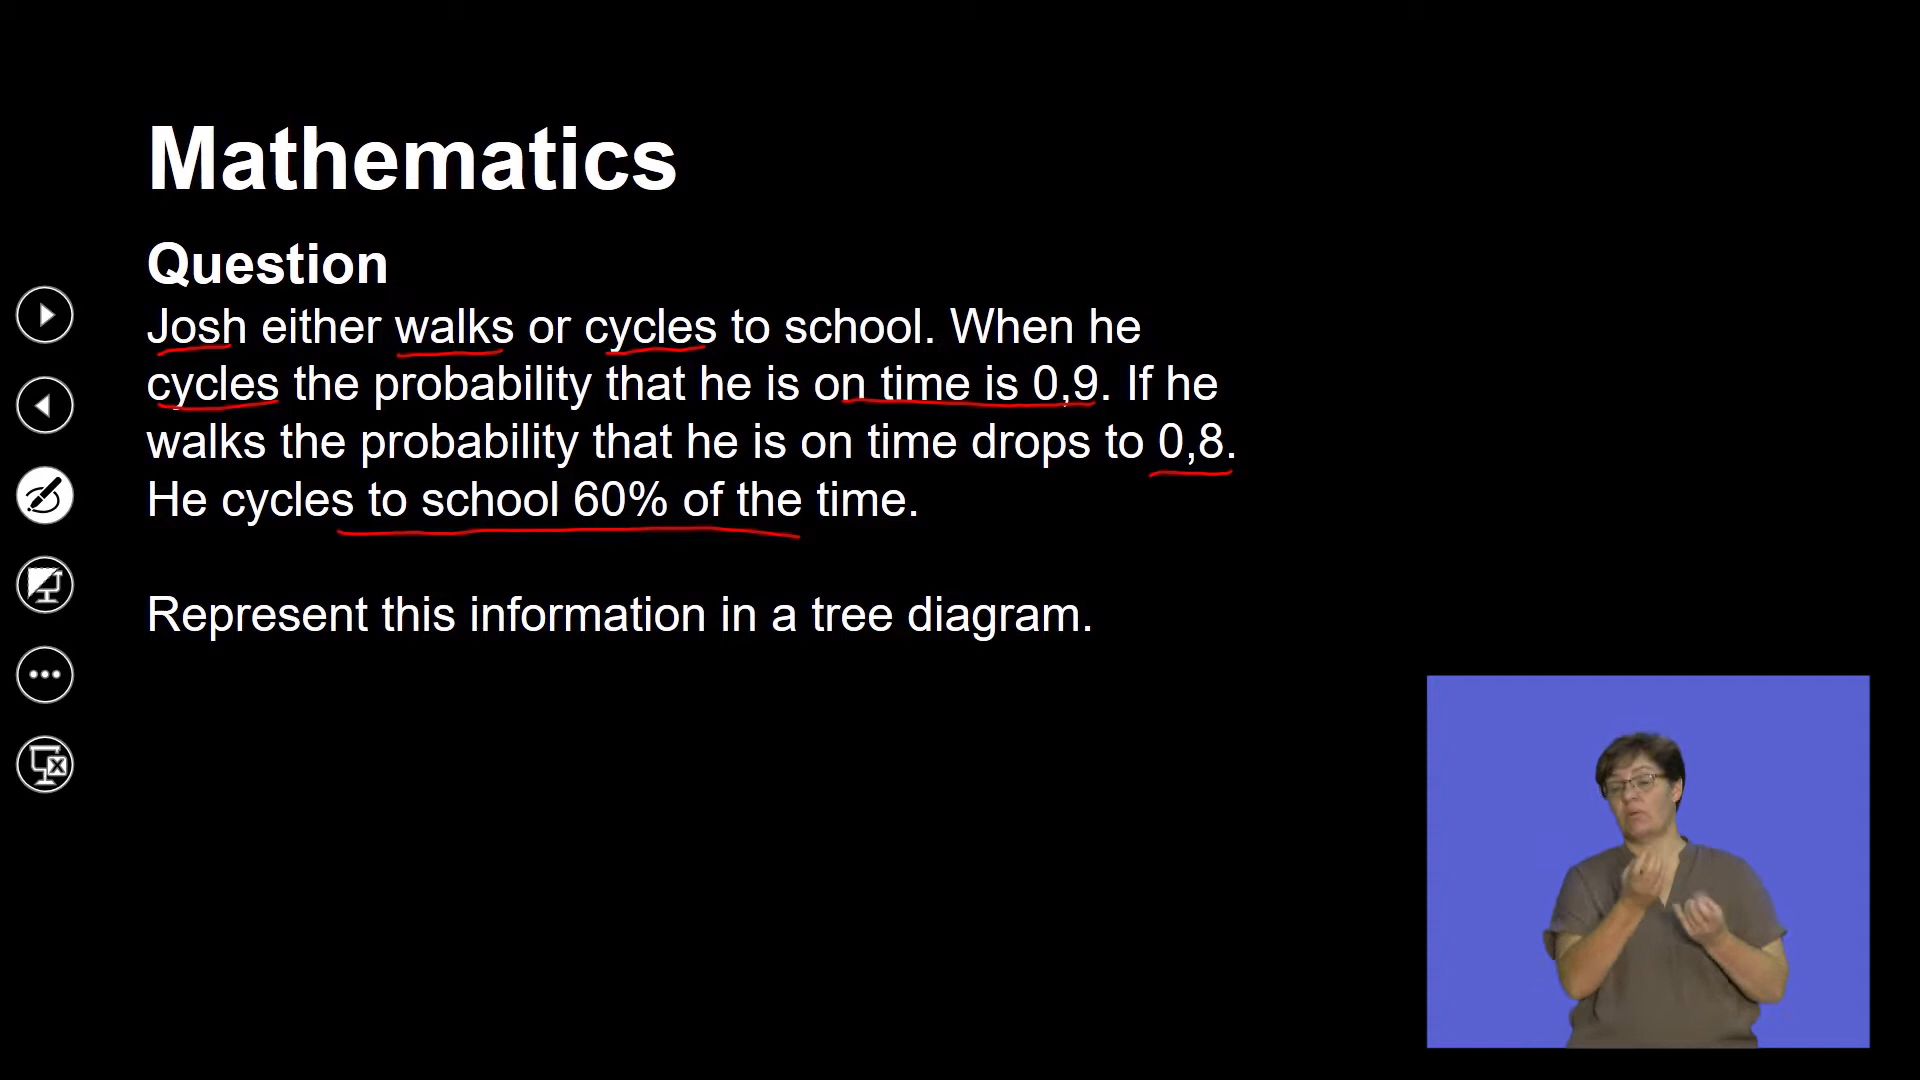 Mathematics
Question
Josh either walks or cycles to school. When he
cycles the probability that he is on time is 0,9. If he
walks the probability that he is on time drops to 0,8.
He cycles to school 60% of the time.
Represent this information in a tree diagram.